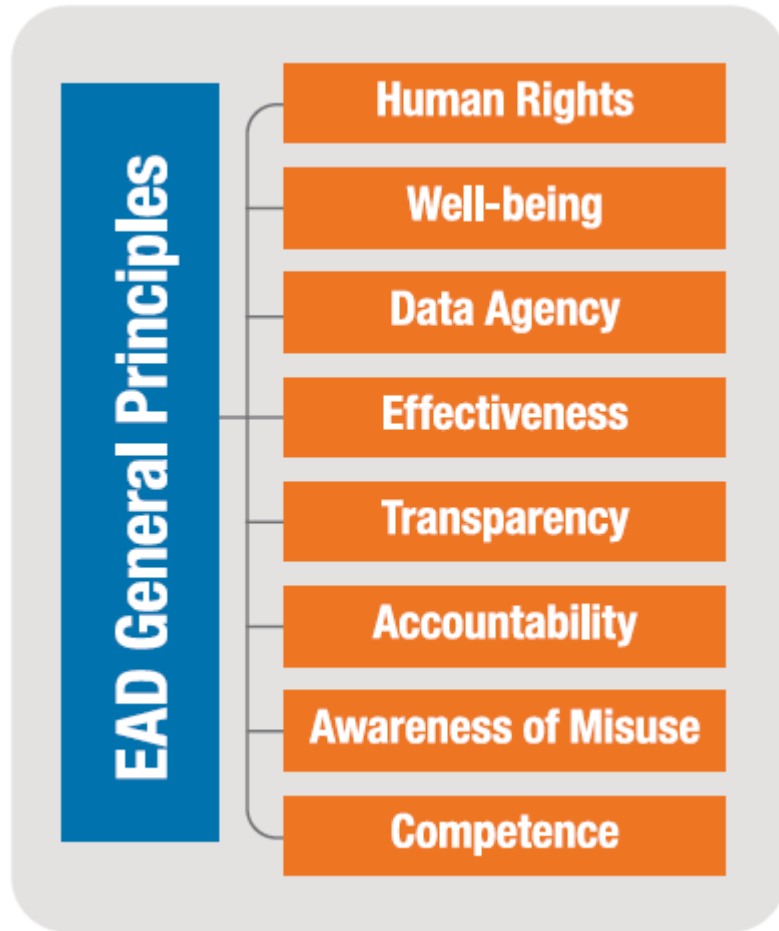 EAD General Principles
Human Rights
Well-being
Data Agency
Effectiveness
Transparency
Accountability
Awareness of Misuse
Competence